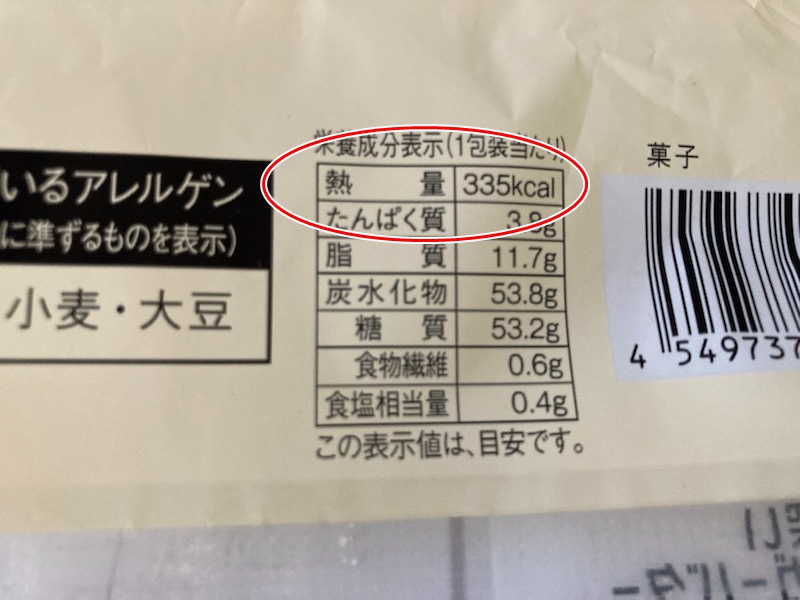 いるアレルゲン
に準ずるものを表示)
小麦・大豆
栄養成分表示(1包装当たり)
熱量 335kcal
たんぱく質 3.8g
脂質 11.7g
炭水化物 53.8g
糖質 53.2g
食物繊維 0.6g
食塩相当量 0.4g
この表示値は、目安です。
菓子
4 549737